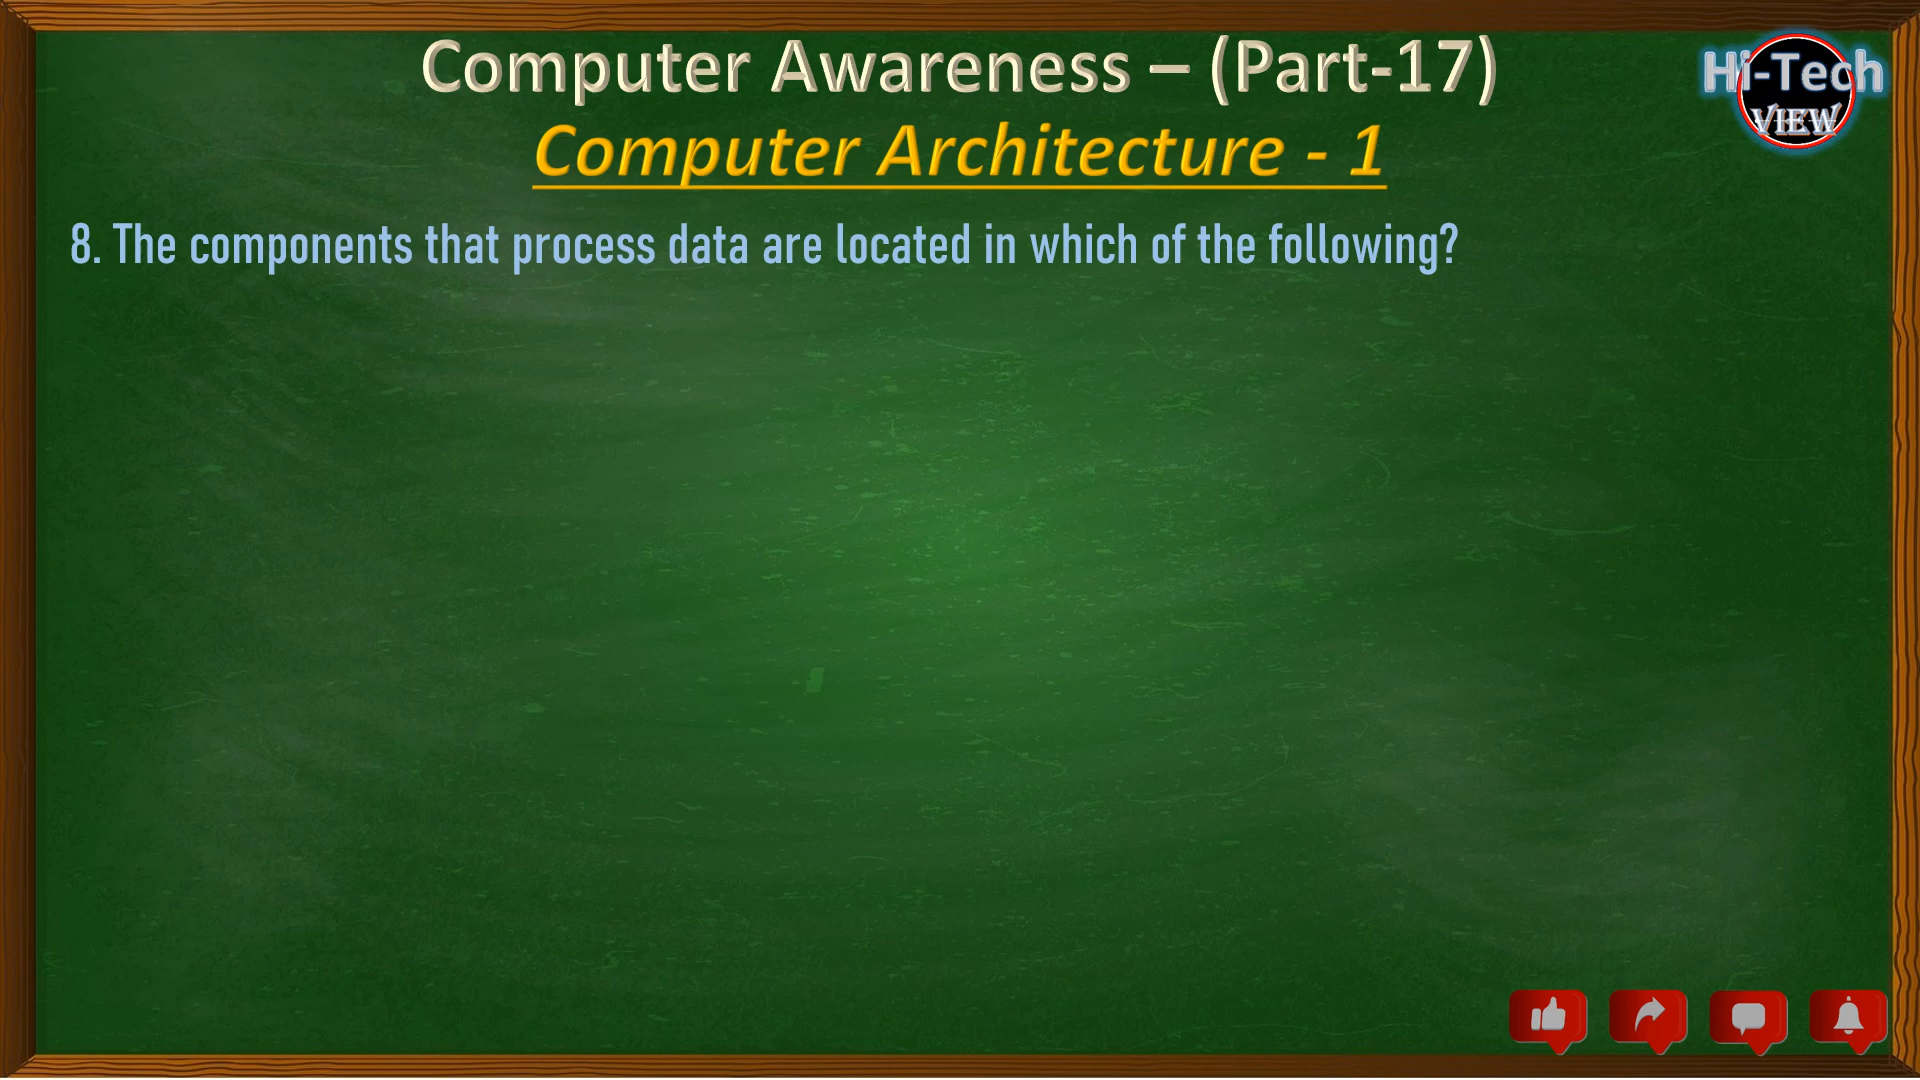 Computer Awareness – (Part-17)
Hi-Tech
VIEW
Computer Architecture - 1
8. The components that process data are located in which of the following?